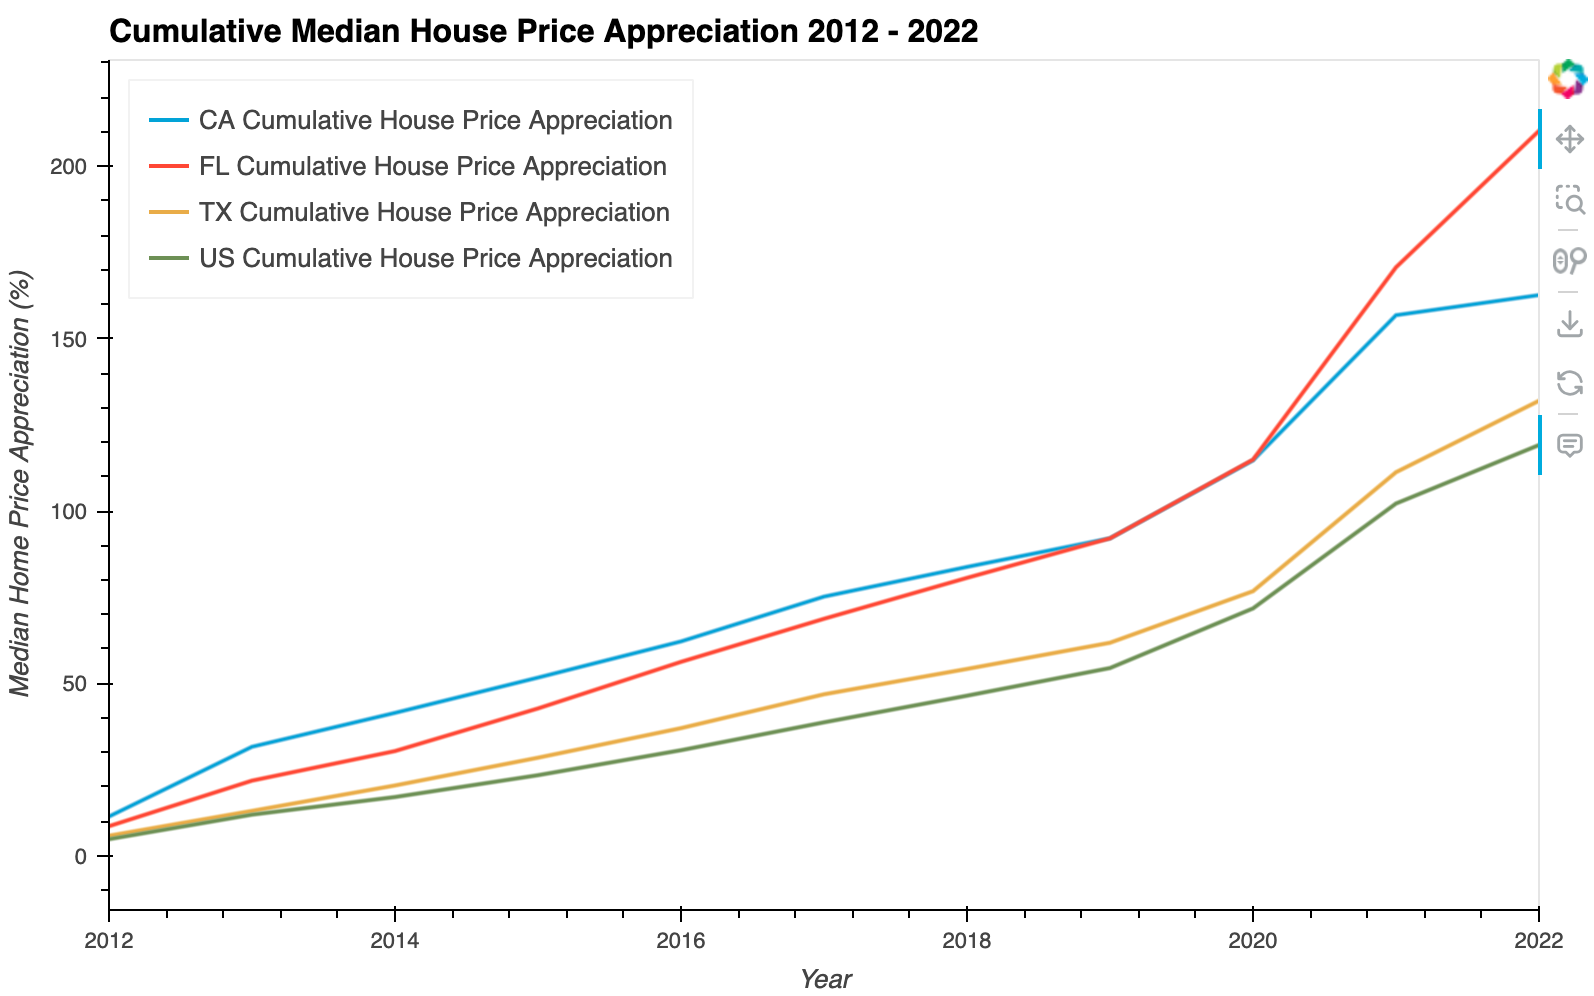 Cumulative Median House Price Appreciation 2012 - 2022
CA Cumulative House Price Appreciation
FL Cumulative House Price Appreciation
TX Cumulative House Price Appreciation
US Cumulative House Price Appreciation
Median Home Price Appreciation (%)
200
150
100
50
0
2012 2014 2016 2018 2020 2022
Year